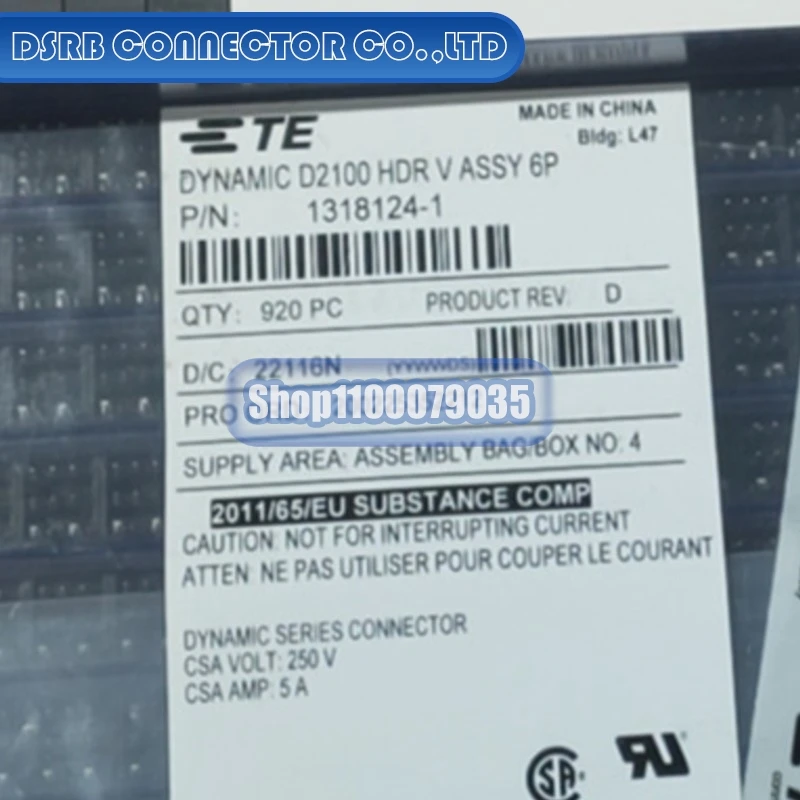 DSRB CONNECTOR CO.,LTD
TE
MADE IN CHINA
Bldg: L47
DYNAMIC D2100 HDR V ASSY 6P
P/N: 1318124-1
QTY: 920 PC PRODUCT REV: D
D/C: 22116N (YYWWDS)
PRO
Shop1100079035
SUPPLY AREA: ASSEMBLY BAG/BOX NO: 4
2011/65/EU SUBSTANCE COMP
CAUTION: NOT FOR INTERRUPTING CURRENT
ATTEN: NE PAS UTILISER POUR COUPER LE COURANT
DYNAMIC SERIES CONNECTOR
CSA VOLT: 250 V
CSA AMP: 5 A